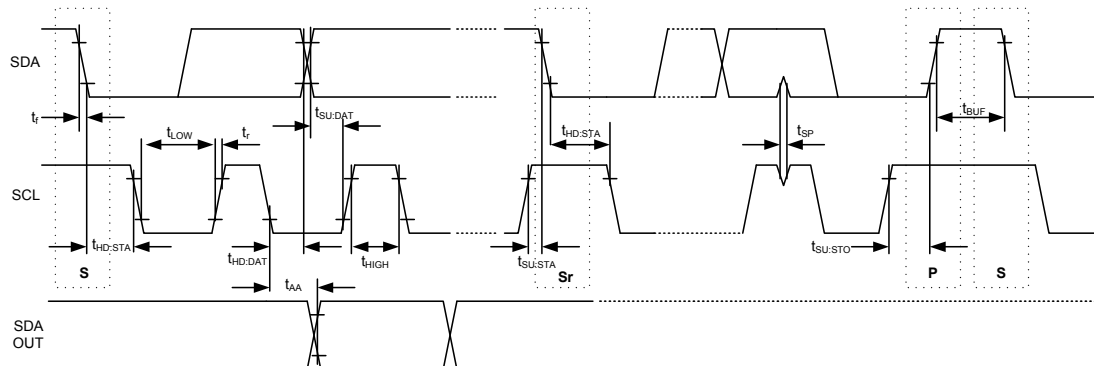 SDA
t_f
t_LOW
t_r
t_SU:DAT
t_HD:STA
t_SP
t_BUF
SCL
t_HD:STA
t_HD:DAT
t_HIGH
t_SU:STA
t_SU:STO
S
Sr
P
S
t_AA
SDA
OUT